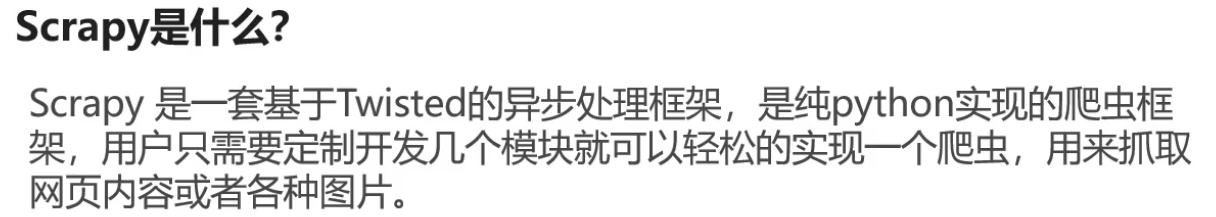 Scrapy是什么？
Scrapy 是一套基于Twisted的异步处理框架，是纯python实现的爬虫框
架，用户只需要定制开发几个模块就可以轻松的实现一个爬虫，用来抓取
网页内容或者各种图片。